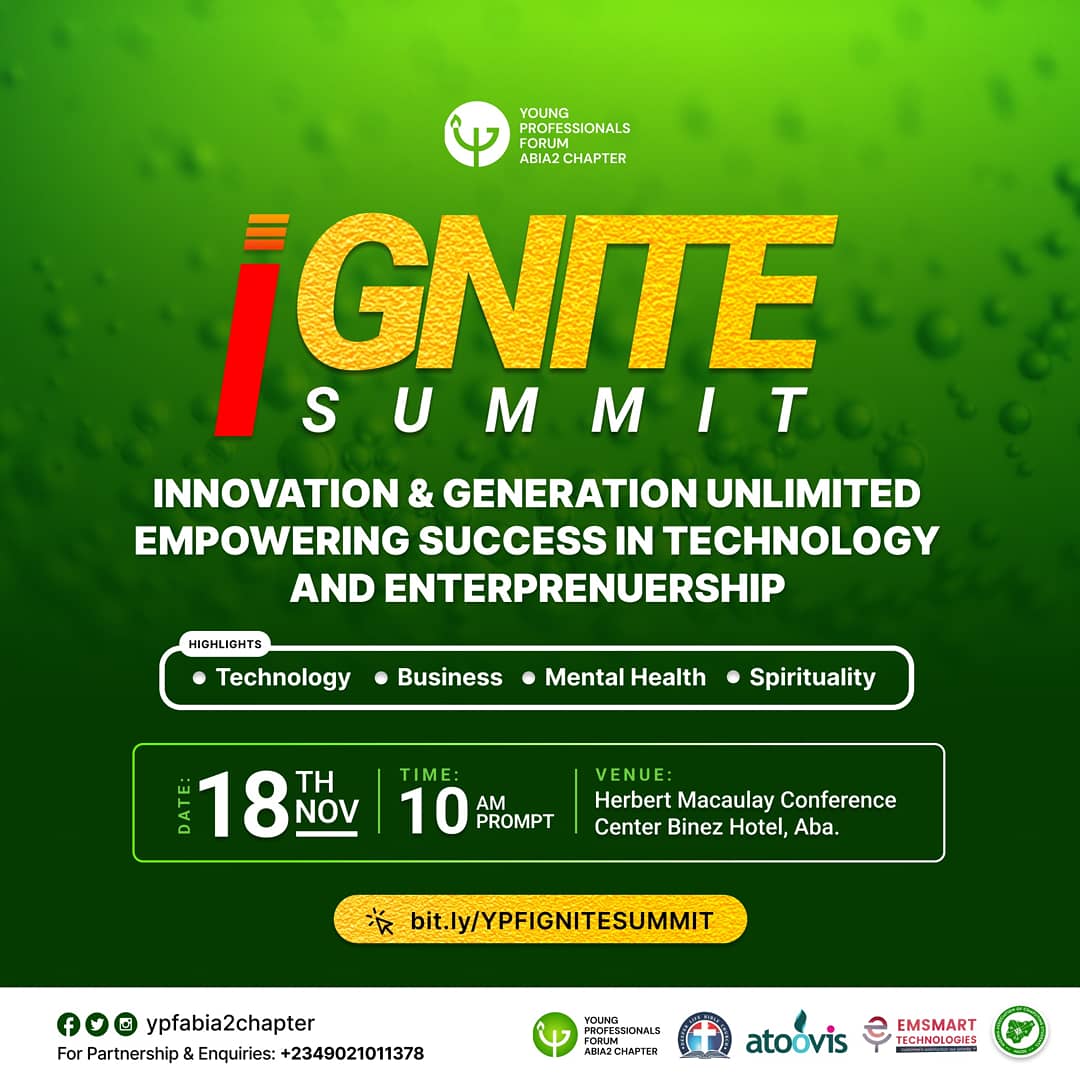 YOUNG
PROFESSIONALS
FORUM
ABIA2 CHAPTER
iGNITE
SUMMIT
INNOVATION & GENERATION UNLIMITED
EMPOWERING SUCCESS IN TECHNOLOGY
AND ENTERPRENUERSHIP
HIGHLIGHTS
• Technology • Business • Mental Health • Spirituality
DATE: 18TH NOV
TIME: 10 AM PROMPT
VENUE:
Herbert Macaulay Conference
Center Binez Hotel, Aba.
bit.ly/YPFIGNITESUMMIT
ypfabia2chapter
For Partnership & Enquiries: +2349021011378
YOUNG
PROFESSIONALS
FORUM
ABIA2 CHAPTER
atoovis
EMSMART
TECHNOLOGIES